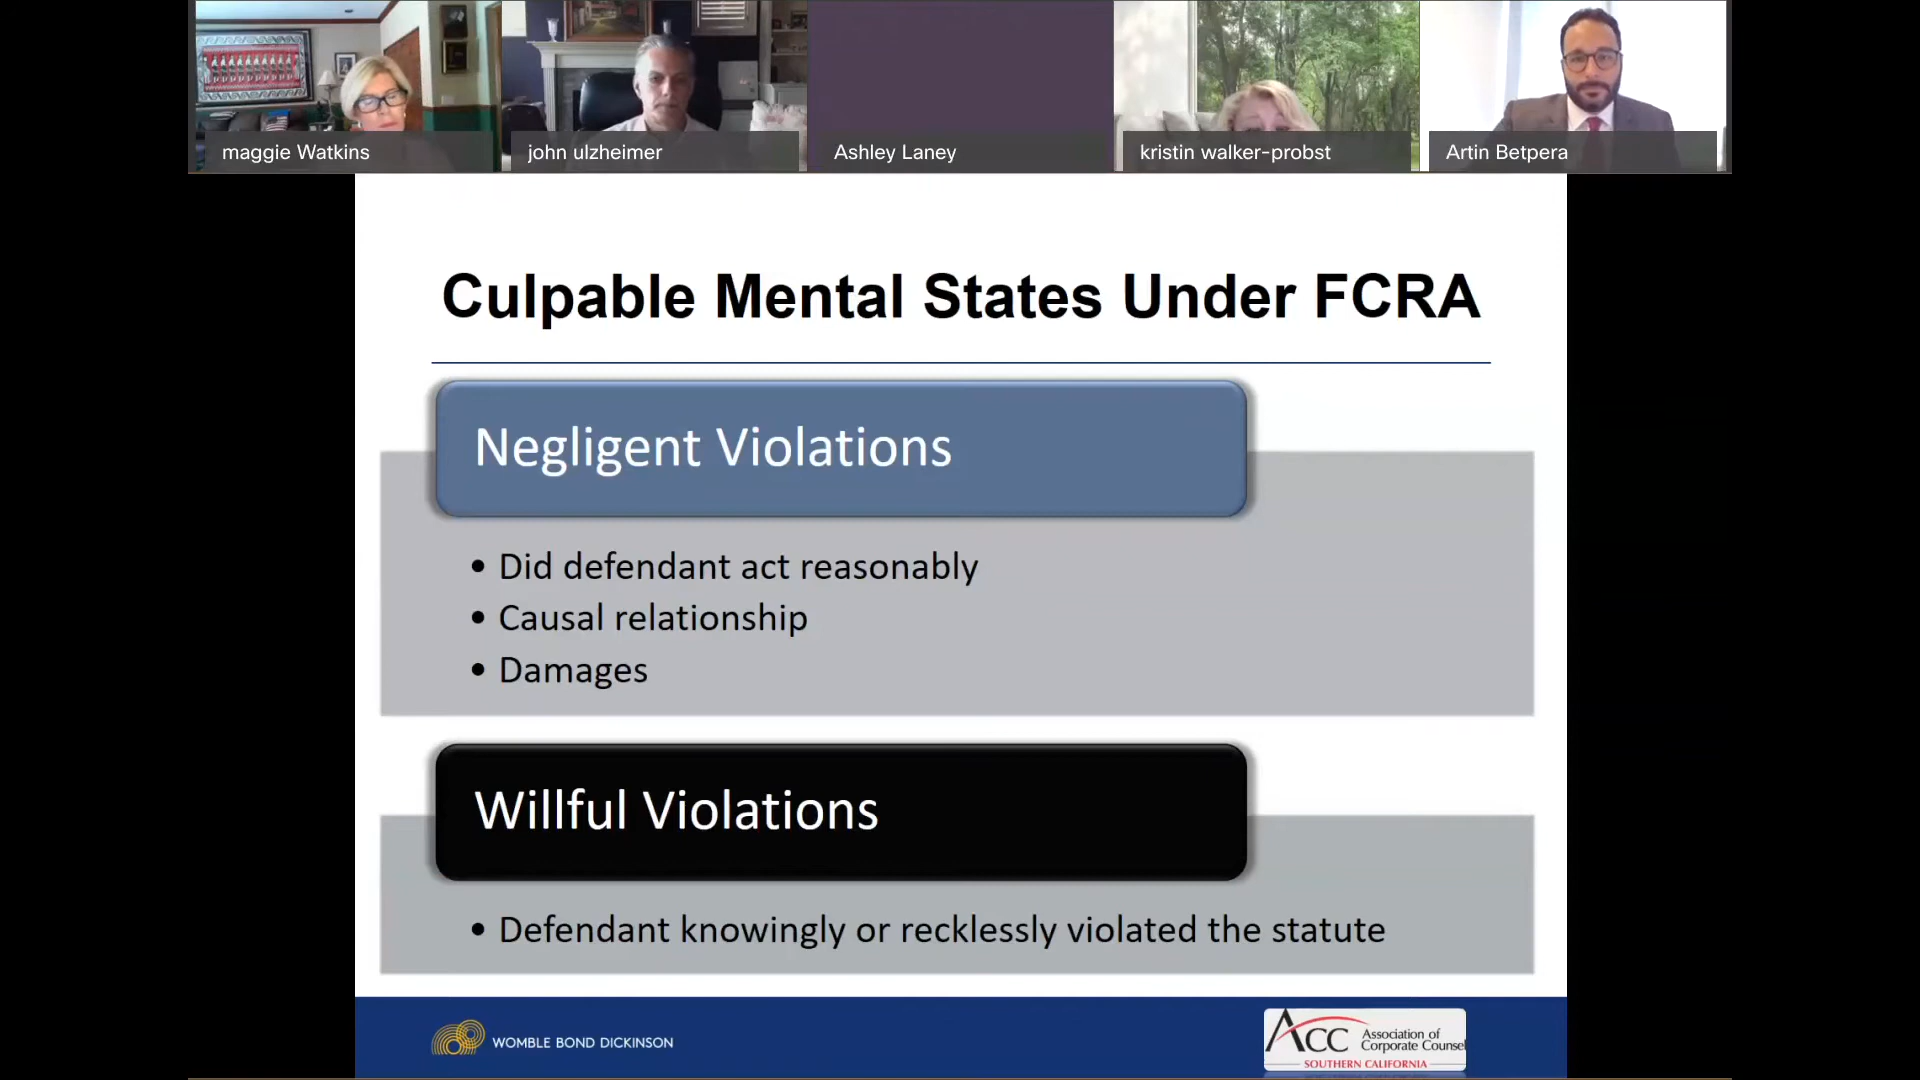 maggie Watkins
john ulzheimer
Ashley Laney
kristin walker-probst
Artin Betpera
Culpable Mental States Under FCRA
Negligent Violations
• Did defendant act reasonably
• Causal relationship
• Damages
Willful Violations
• Defendant knowingly or recklessly violated the statute
WOMBLE BOND DICKINSON
ACC Association of
Corporate Counsel
SOUTHERN CALIFORNIA